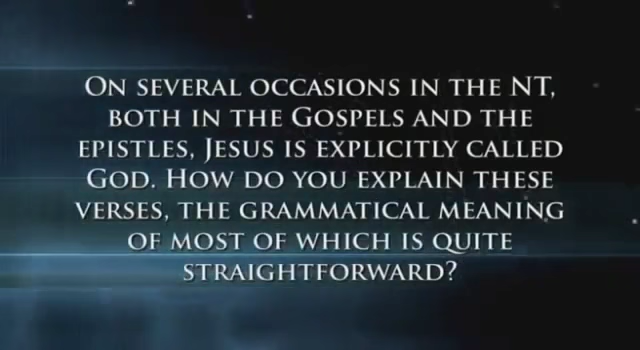 On several occasions in the NT,
both in the Gospels and the
epistles, Jesus is explicitly called
God. How do you explain these
verses, the grammatical meaning
of most of which is quite
straightforward?